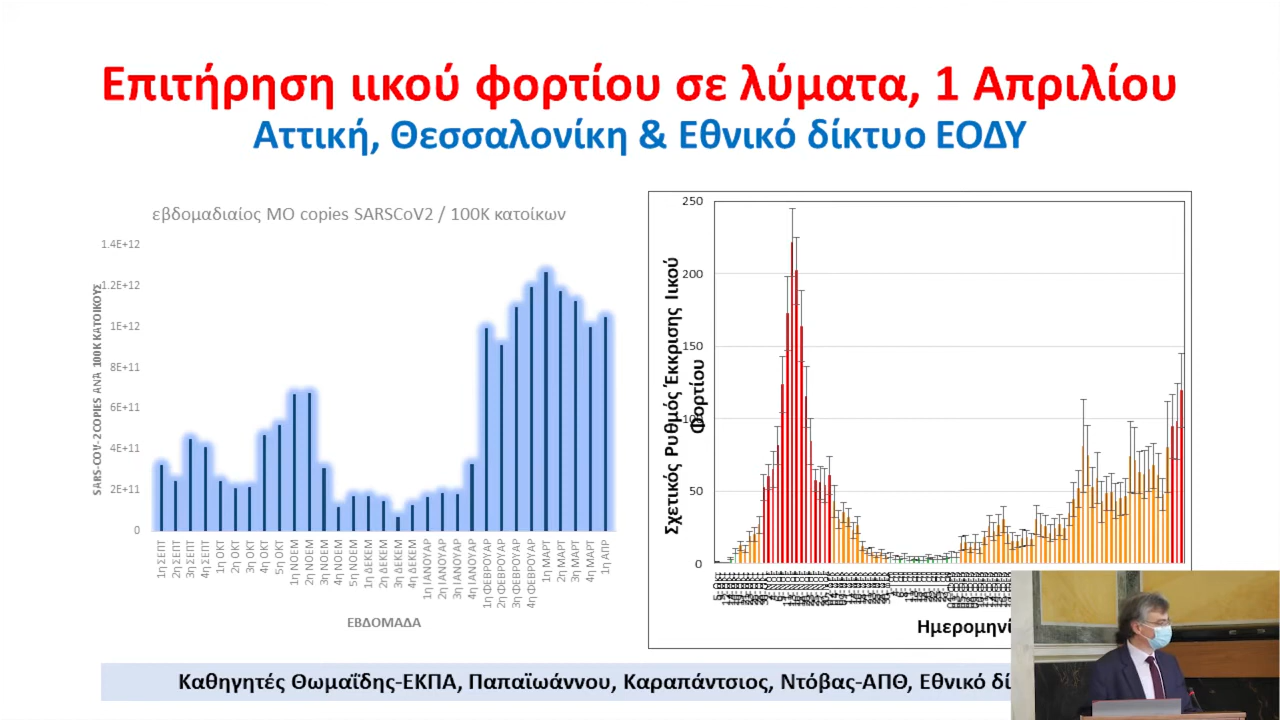 Επιτήρηση ιικού φορτίου σε λύματα, 1 Απριλίου
Αττική, Θεσσαλονίκη & Εθνικό δίκτυο ΕΟΔΥ
εβδομαδιαίος ΜΟ copies SARSCoV2 / 100K κατοίκων
SARS-COV-2 COPIES ΑΝΑ 100K ΚΑΤΟΙΚΟΥΣ
1.4E+12
1.2E+12
1E+12
8E+11
6E+11
4E+11
2E+11
0
1η ΣΕΠΤ
2η ΣΕΠΤ
3η ΣΕΠΤ
4η ΣΕΠΤ
1η ΟΚΤ
2η ΟΚΤ
3η ΟΚΤ
4η ΟΚΤ
5η ΟΚΤ
1η ΝΟΕΜ
2η ΝΟΕΜ
3η ΝΟΕΜ
4η ΝΟΕΜ
5η ΝΟΕΜ
1η ΔΕΚΕΜ
2η ΔΕΚΕΜ
3η ΔΕΚΕΜ
4η ΔΕΚΕΜ
1η ΙΑΝΟΥΑΡ
2η ΙΑΝΟΥΑΡ
3η ΙΑΝΟΥΑΡ
4η ΙΑΝΟΥΑΡ
1η ΦΕΒΡΟΥΑΡ
2η ΦΕΒΡΟΥΑΡ
3η ΦΕΒΡΟΥΑΡ
4η ΦΕΒΡΟΥΑΡ
1η ΜΑΡΤ
2η ΜΑΡΤ
3η ΜΑΡΤ
4η ΜΑΡΤ
1η ΑΠΡ
ΕΒΔΟΜΑΔΑ
Σχετικός Ρυθμός Έκκρισης Ιικού
Φορτίου
250
200
150
100
50
0
Ημερομηνί
Καθηγητές Θωμαΐδης-ΕΚΠΑ, Παπαϊωάννου, Καραπάντσιος, Ντόβας-ΑΠΘ, Εθνικό δί